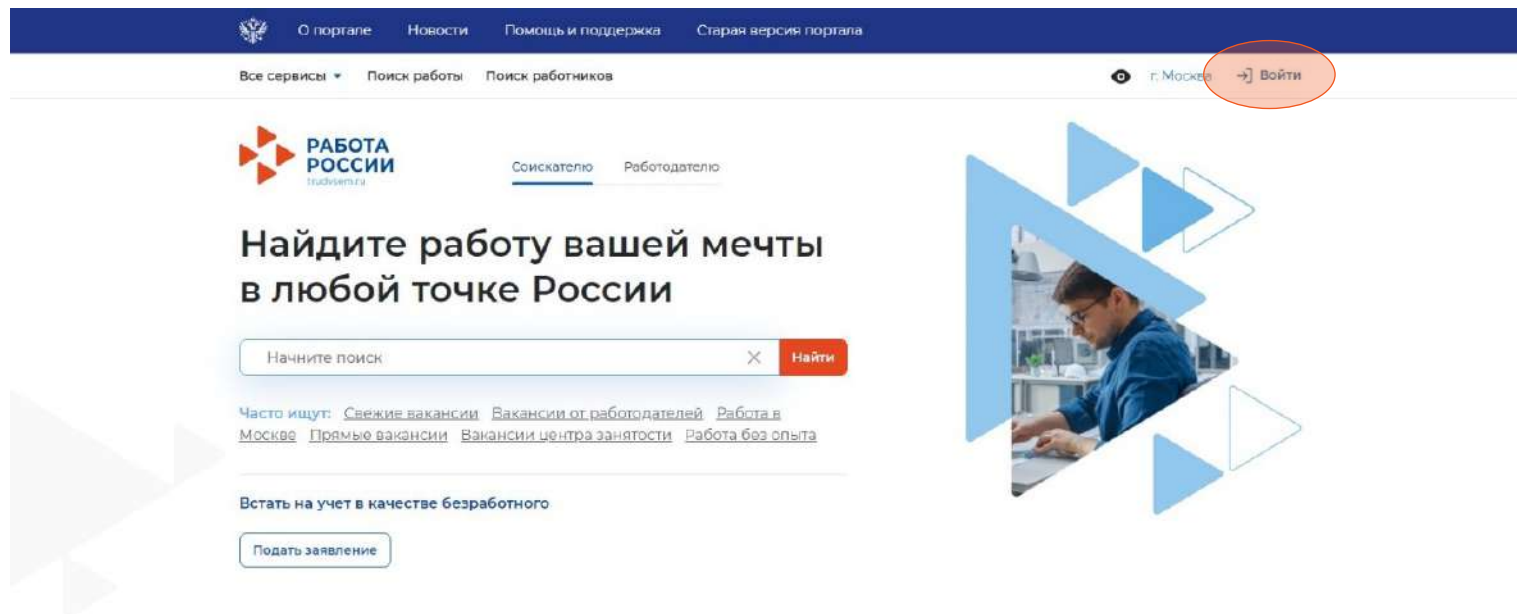 О портале Новости Помощь и поддержка Старая версия портала
Все сервисы Поиск работы Поиск работников г. Москва Войти
РАБОТА
РОССИИ
trudvsem.ru
Соискателю Работодателю
Найдите работу вашей мечты
в любой точке России
Начните поиск Найти
Часто ищут: Свежие вакансии Вакансии от работодателей Работа в
Москве Прямые вакансии Вакансии центра занятости Работа без опыта
Встать на учет в качестве безработного
Подать заявление